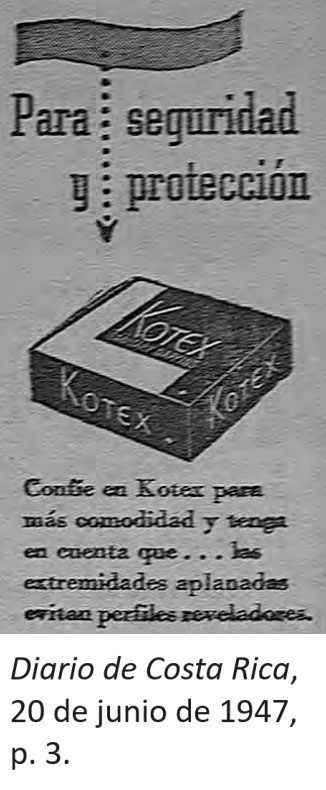 Para seguridad
y protección
KOTEX
KOTEX
KOTEX
Confíe en Kotex para
más comodidad y tenga
en cuenta que... las
extremidades aplanadas
evitan perfiles reveladores.
Diario de Costa Rica,
20 de junio de 1947,
p. 3.